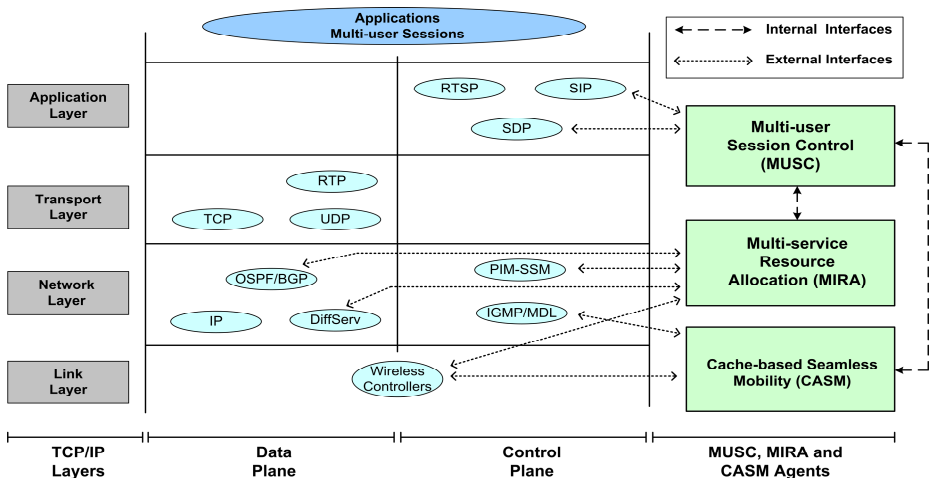 Applications
Multi-user Sessions
Internal Interfaces
External Interfaces
Application
Layer
RTSP
SIP
SDP
Multi-user
Session Control
(MUSC)
Transport
Layer
RTP
TCP
UDP
Network
Layer
OSPF/BGP
PIM-SSM
IP
DiffServ
IGMP/MDL
Multi-service
Resource
Allocation (MIRA)
Link
Layer
Wireless
Controllers
Cache-based Seamless
Mobility (CASM)
TCP/IP
Layers
Data
Plane
Control
Plane
MUSC, MIRA and
CASM Agents